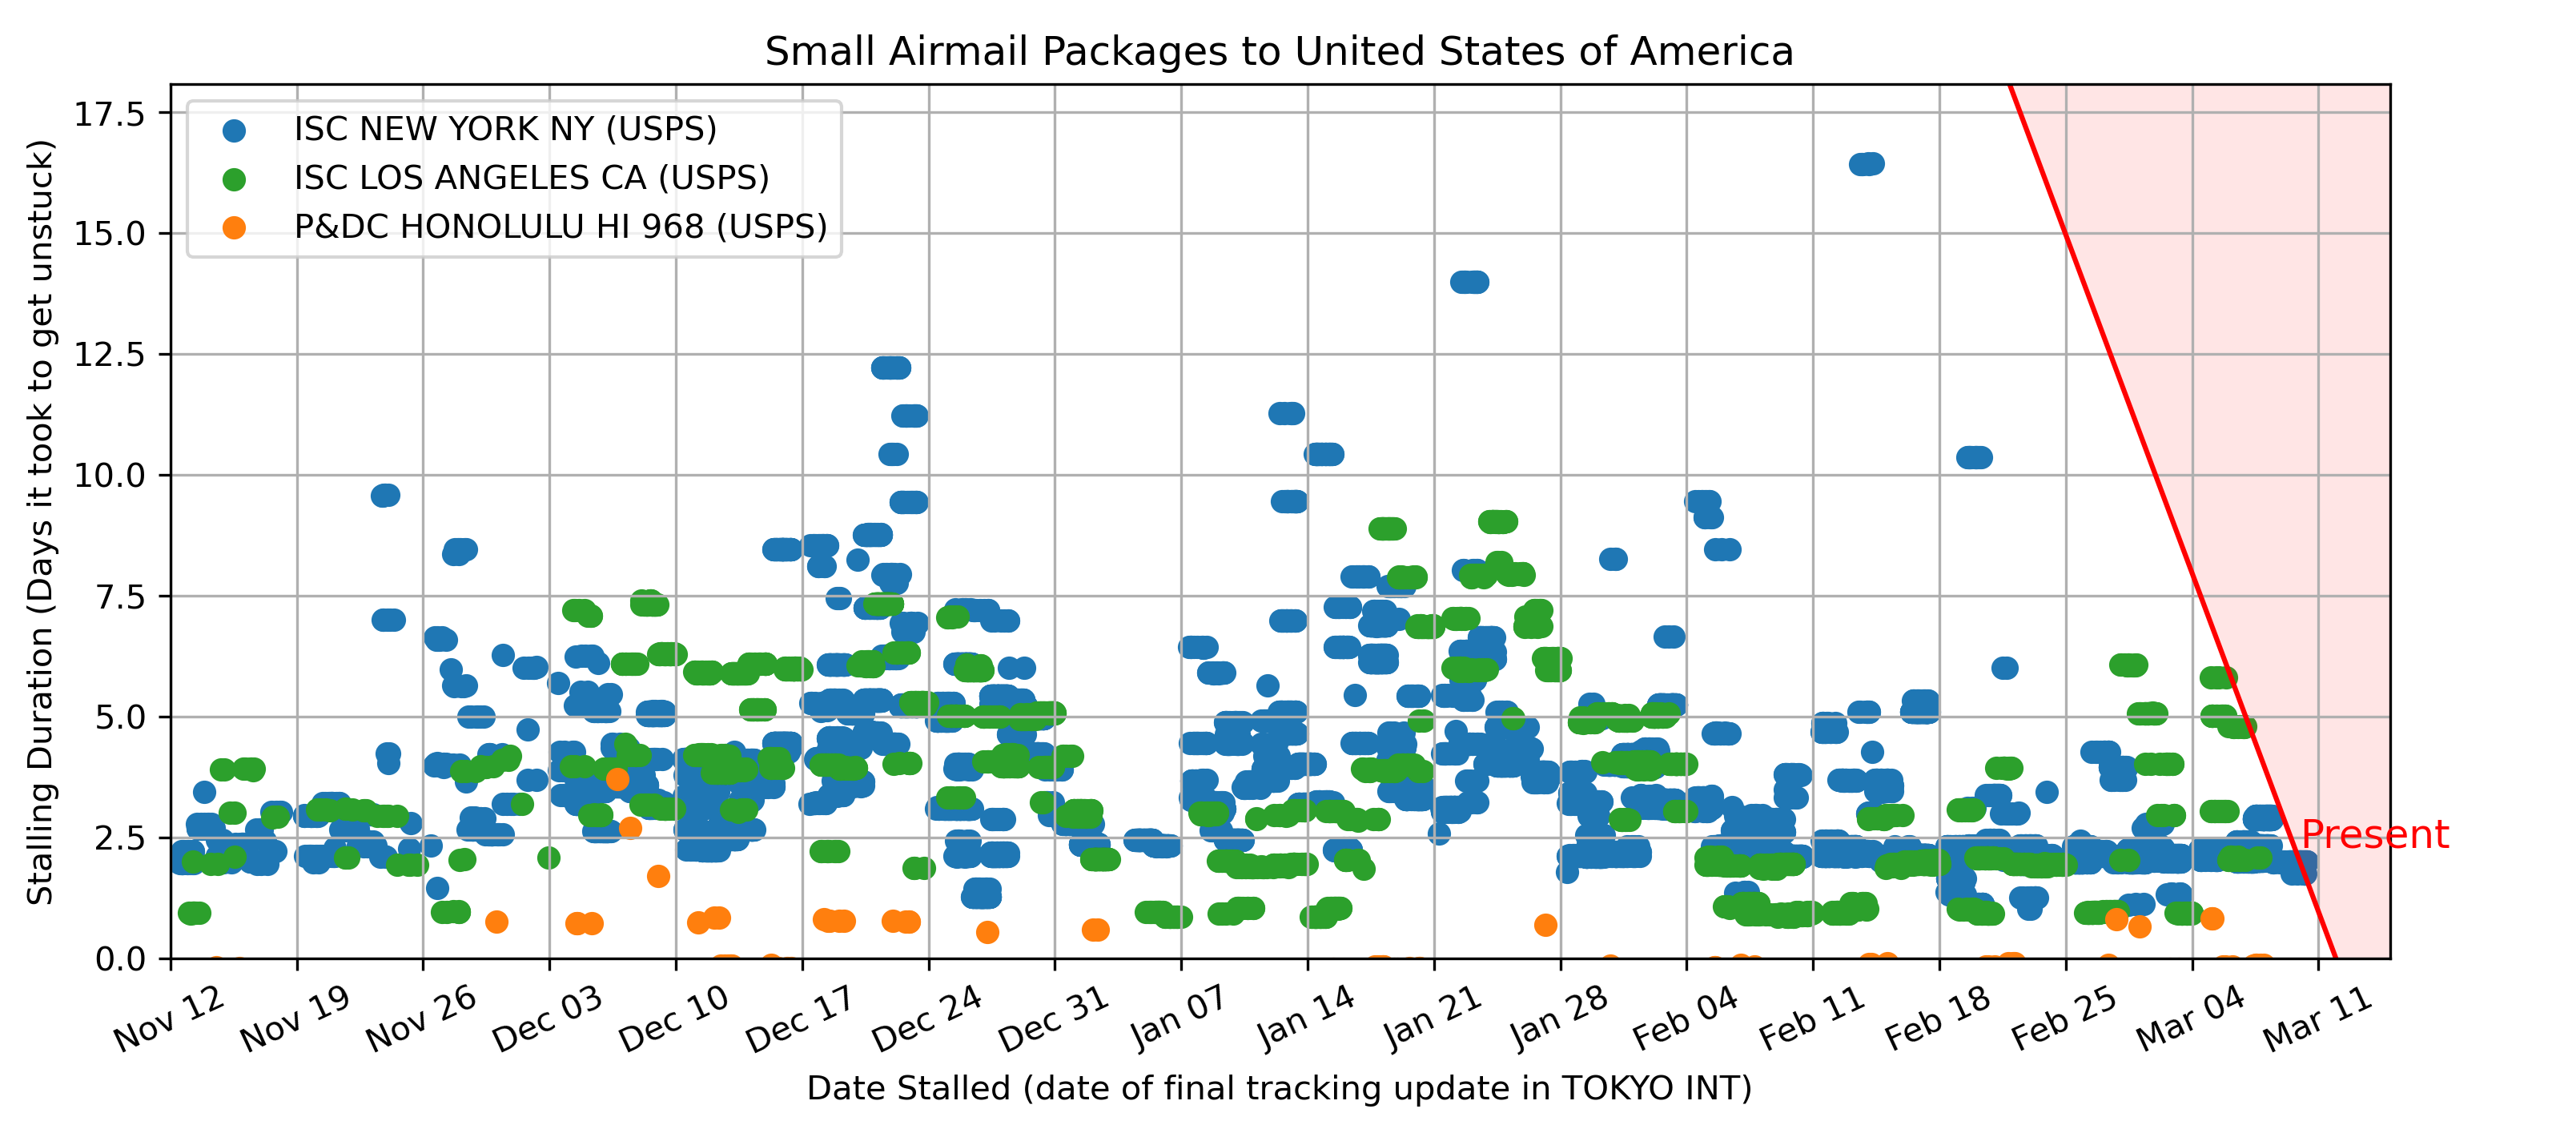 Small Airmail Packages to United States of America
17.5
15.0
12.5
10.0
7.5
5.0
2.5
0.0
Stalling Duration (Days it took to get unstuck)
ISC NEW YORK NY (USPS)
ISC LOS ANGELES CA (USPS)
P&DC HONOLULU HI 968 (USPS)
Present
Nov 12
Nov 19
Nov 26
Dec 03
Dec 10
Dec 17
Dec 24
Dec 31
Jan 07
Jan 14
Jan 21
Jan 28
Feb 04
Feb 11
Feb 18
Feb 25
Mar 04
Mar 11
Date Stalled (date of final tracking update in TOKYO INT)